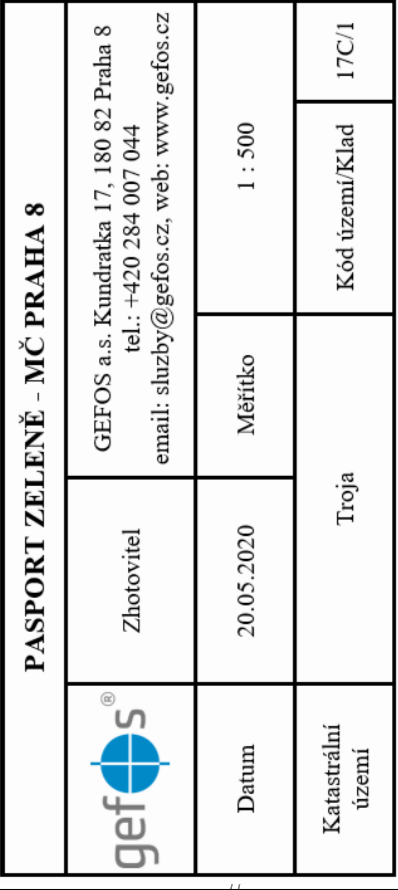 PASPORT ZELENĚ - MČ PRAHA 8
gefos®
Zhotovitel
GEFOS a.s. Kundratka 17, 180 82 Praha 8
tel.: +420 284 007 044
email: sluzby@gefos.cz, web: www.gefos.cz
Datum
20.05.2020
Měřítko
1 : 500
Katastrální
území
Troja
Kód území/Klad
17C/1